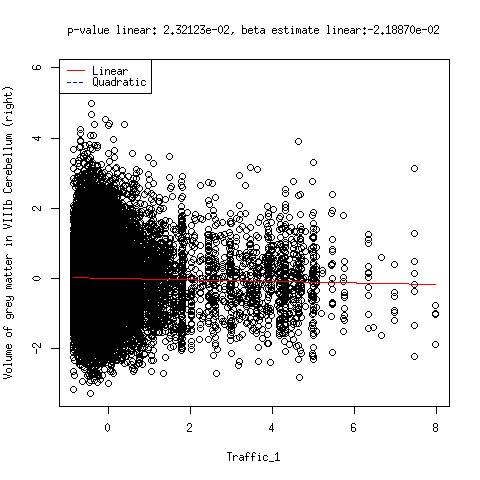 p-value linear: 2.32123e-02, beta estimate linear:-2.18870e-02
Linear
Quadratic
Volume of grey matter in VIIIb Cerebellum (right)
6
4
2
0
-2
0 2 4 6 8
Traffic_1